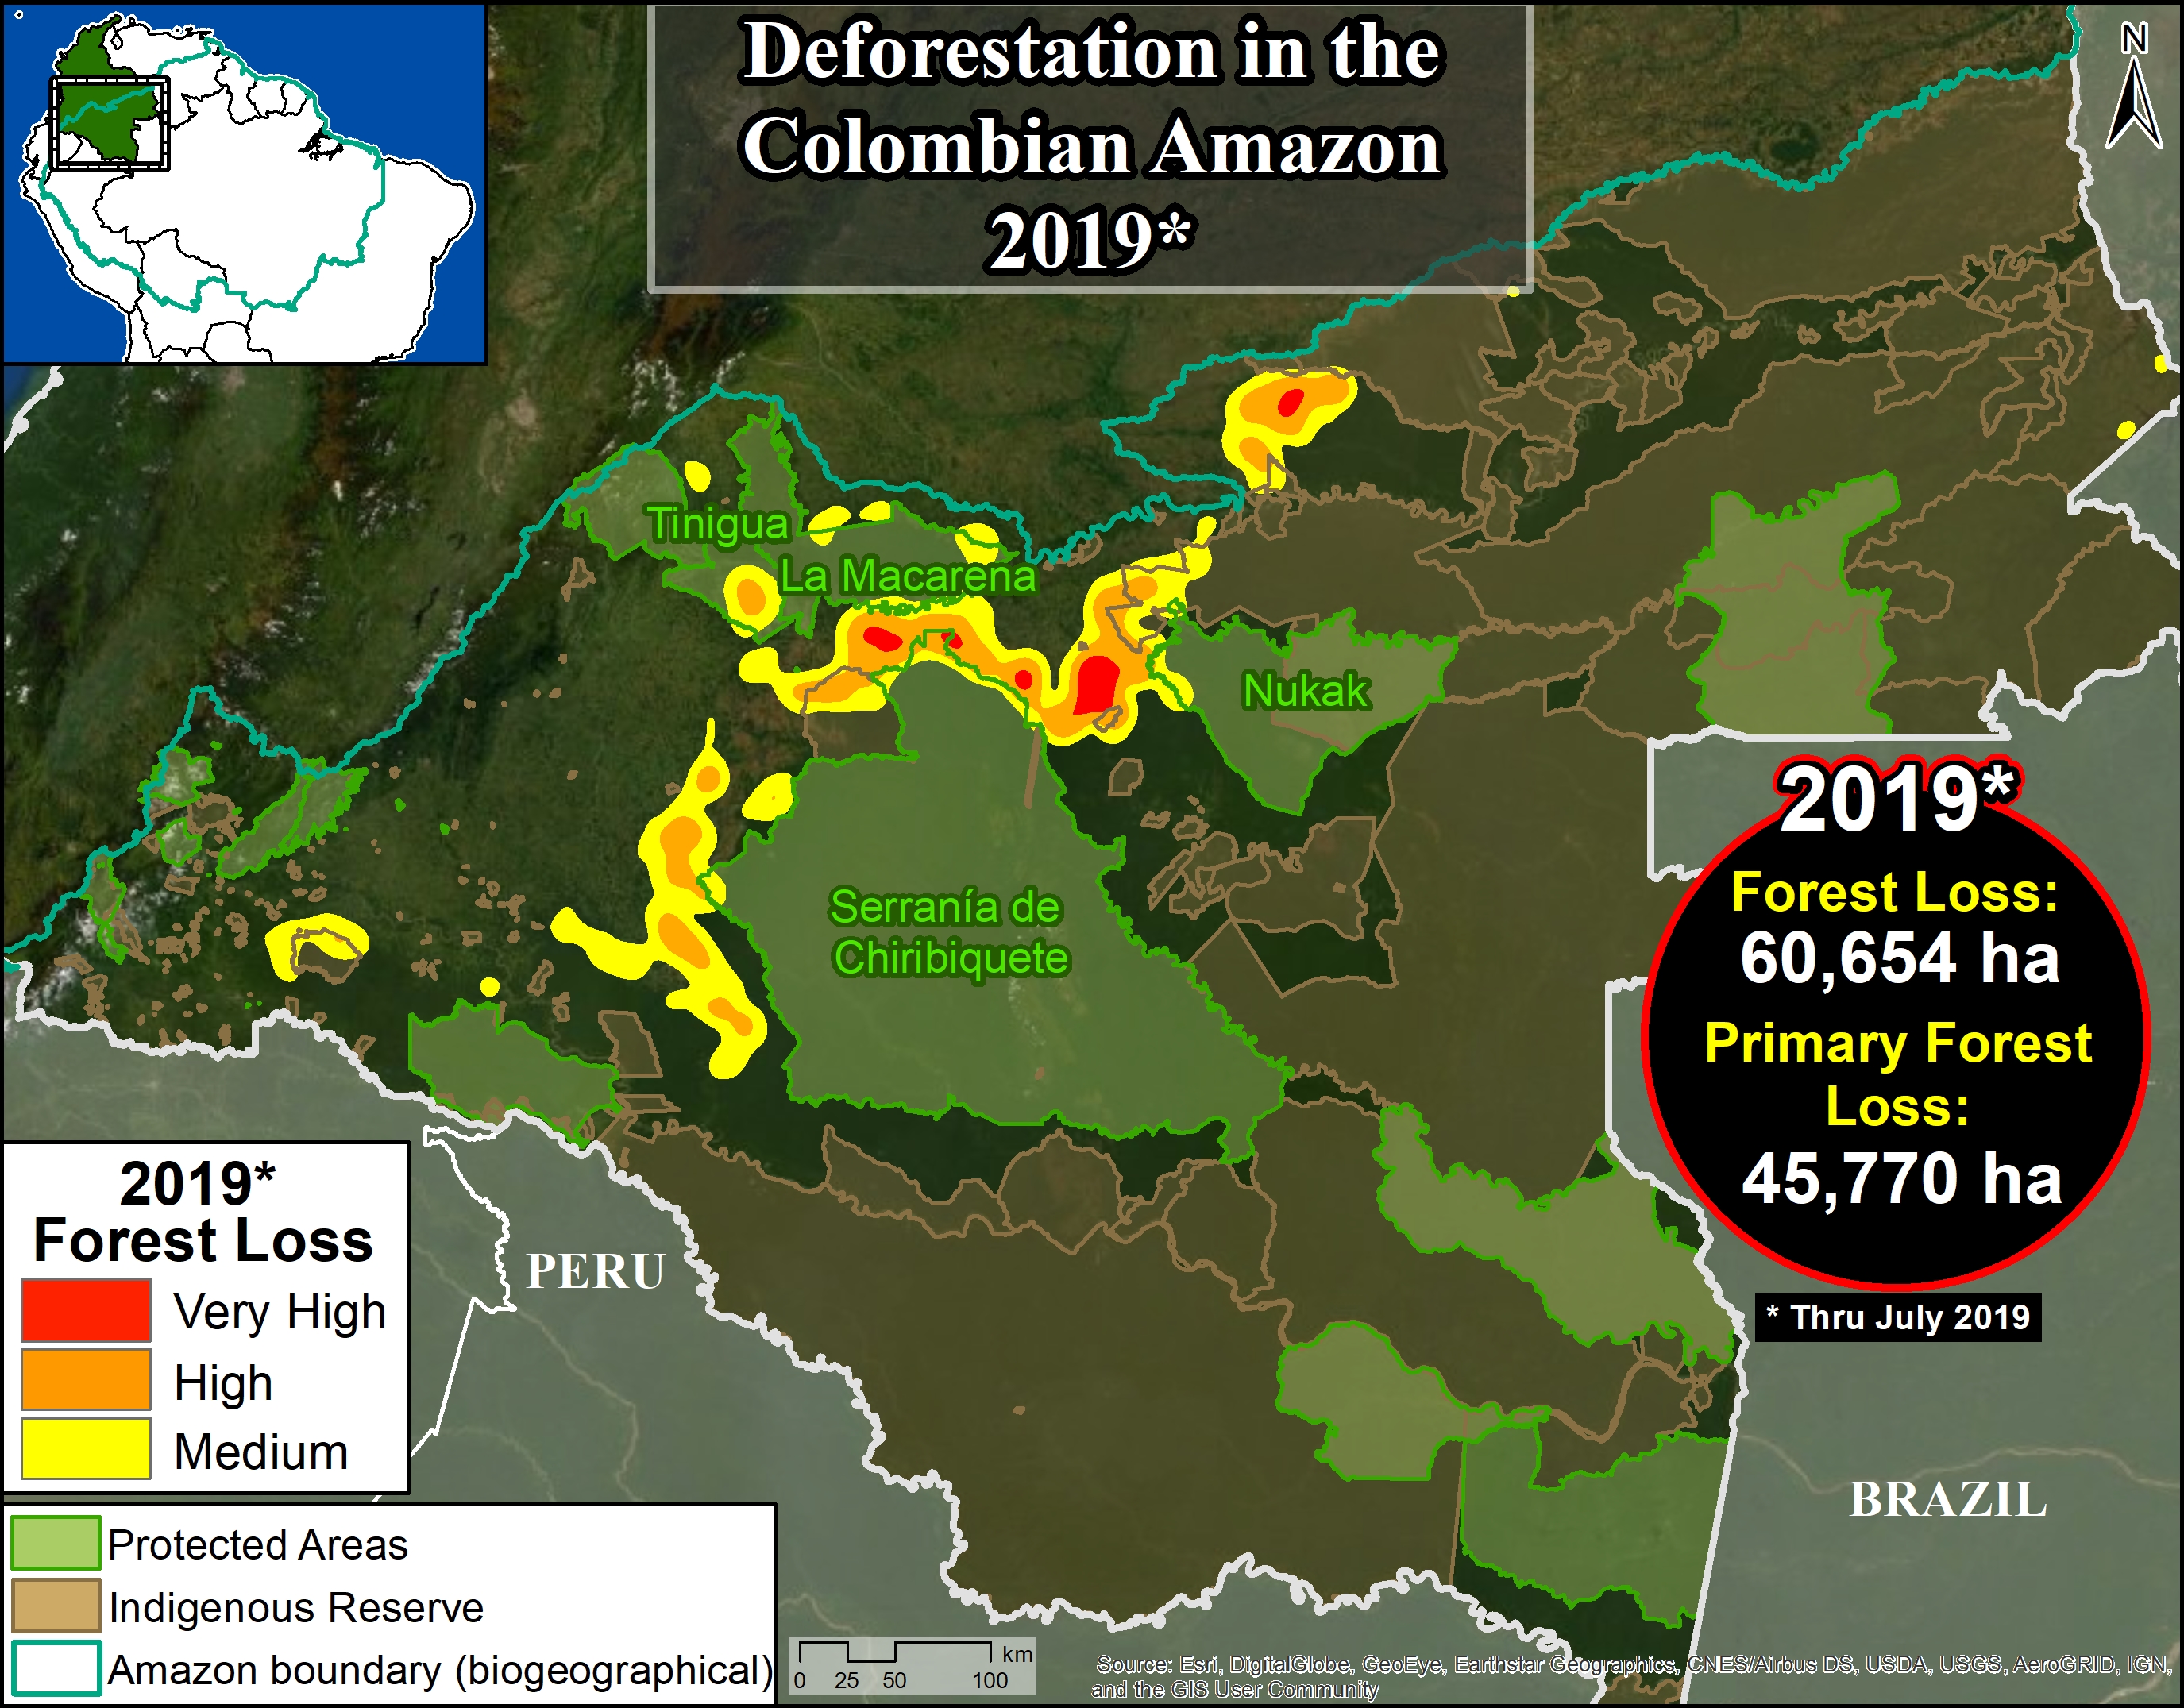 Deforestation in the
Colombian Amazon
2019*
N
Tinigua
La Macarena
Nukak
Serranía de
Chiribiquete
2019*
Forest Loss:
60,654 ha
Primary Forest
Loss:
45,770 ha
* Thru July 2019
PERU
BRAZIL
2019*
Forest Loss
Very High
High
Medium
Protected Areas
Indigenous Reserve
Amazon boundary (biogeographical)
km
0 25 50 100
Source: Esri, DigitalGlobe, GeoEye, Earthstar Geographics, CNES/Airbus DS, USDA, USGS, AeroGRID, IGN,
and the GIS User Community